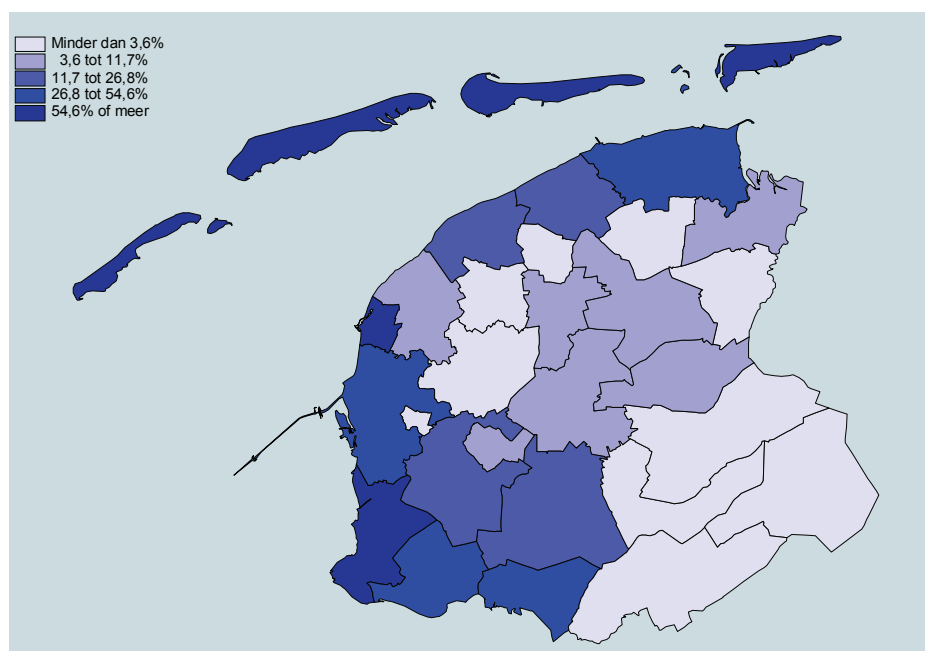 Minder dan 3,6%
3,6 tot 11,7%
11,7 tot 26,8%
26,8 tot 54,6%
54,6% of meer